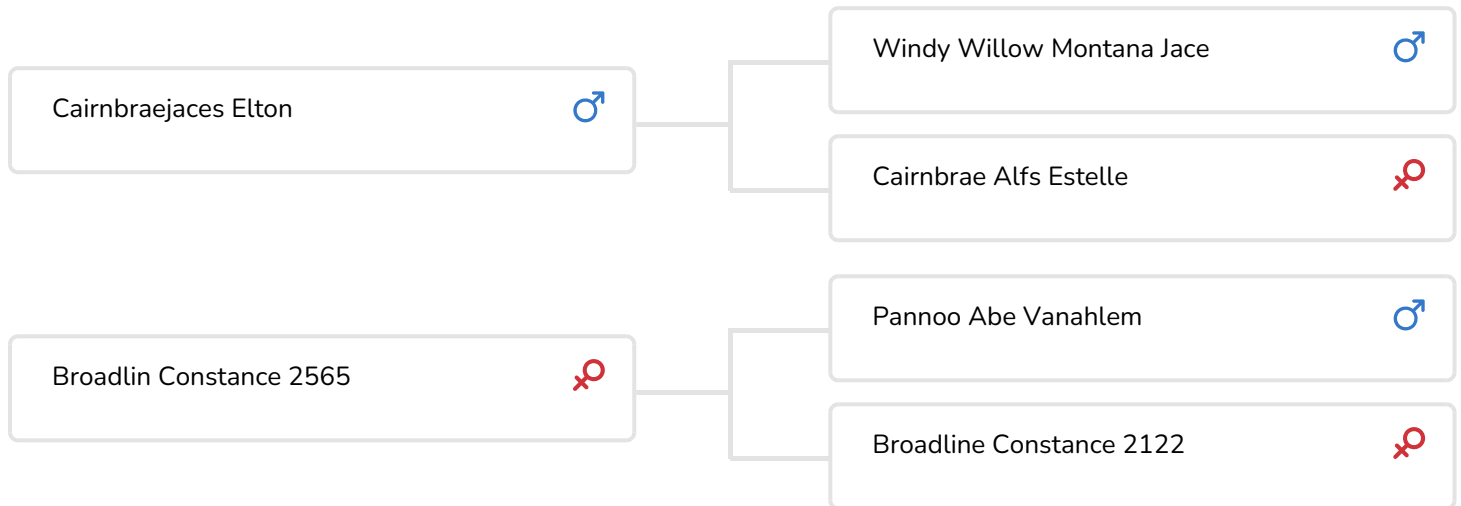 Windy Willow Montana Jace
Cairnbraejaces Elton
Cairnbrae Alfs Estelle
Pannoo Abe Vanahlem
Broadlin Constance 2565
Broadline Constance 2122